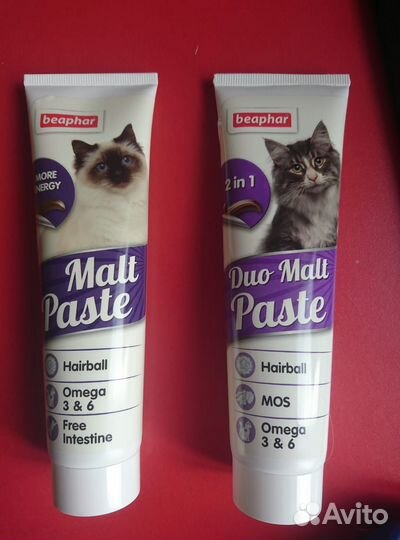 beaphar
MORE
ENERGY
Malt
Paste
Hairball
Omega
3 & 6
Free
Intestine
beaphar
2 in 1
Duo Malt
Paste
Hairball
MOS
Omega
3 & 6
Avito